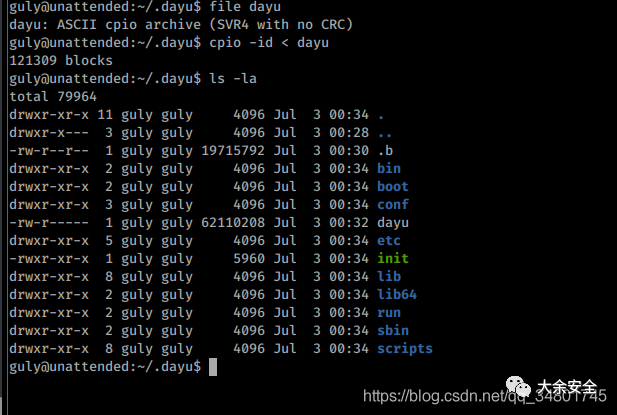 guly@unattended:~/.dayu$ file dayu
dayu: ASCII cpio archive (SVR4 with no CRC)
guly@unattended:~/.dayu$ cpio -id < dayu
121309 blocks
guly@unattended:~/.dayu$ ls -la
total 79964
drwxr-xr-x 11 guly guly     4096 Jul  3 00:34 .
drwxr-x---  3 guly guly     4096 Jul  3 00:28 ..
-rw-r--r--  1 guly guly 19715792 Jul  3 00:30 .b
drwxr-xr-x  2 guly guly     4096 Jul  3 00:34 bin
drwxr-xr-x  2 guly guly     4096 Jul  3 00:34 boot
drwxr-xr-x  3 guly guly     4096 Jul  3 00:34 conf
-rw-r-----  1 guly guly 62110208 Jul  3 00:32 dayu
drwxr-xr-x  5 guly guly     4096 Jul  3 00:34 etc
-rwxr-xr-x  1 guly guly     5960 Jul  3 00:34 init
drwxr-xr-x  8 guly guly     4096 Jul  3 00:34 lib
drwxr-xr-x  2 guly guly     4096 Jul  3 00:34 lib64
drwxr-xr-x  2 guly guly     4096 Jul  3 00:34 run
drwxr-xr-x  2 guly guly     4096 Jul  3 00:34 sbin
drwxr-xr-x  8 guly guly     4096 Jul  3 00:34 scripts
guly@unattended:~/.dayu$
大余安全
https://blog.csdn.net/qq_34801745